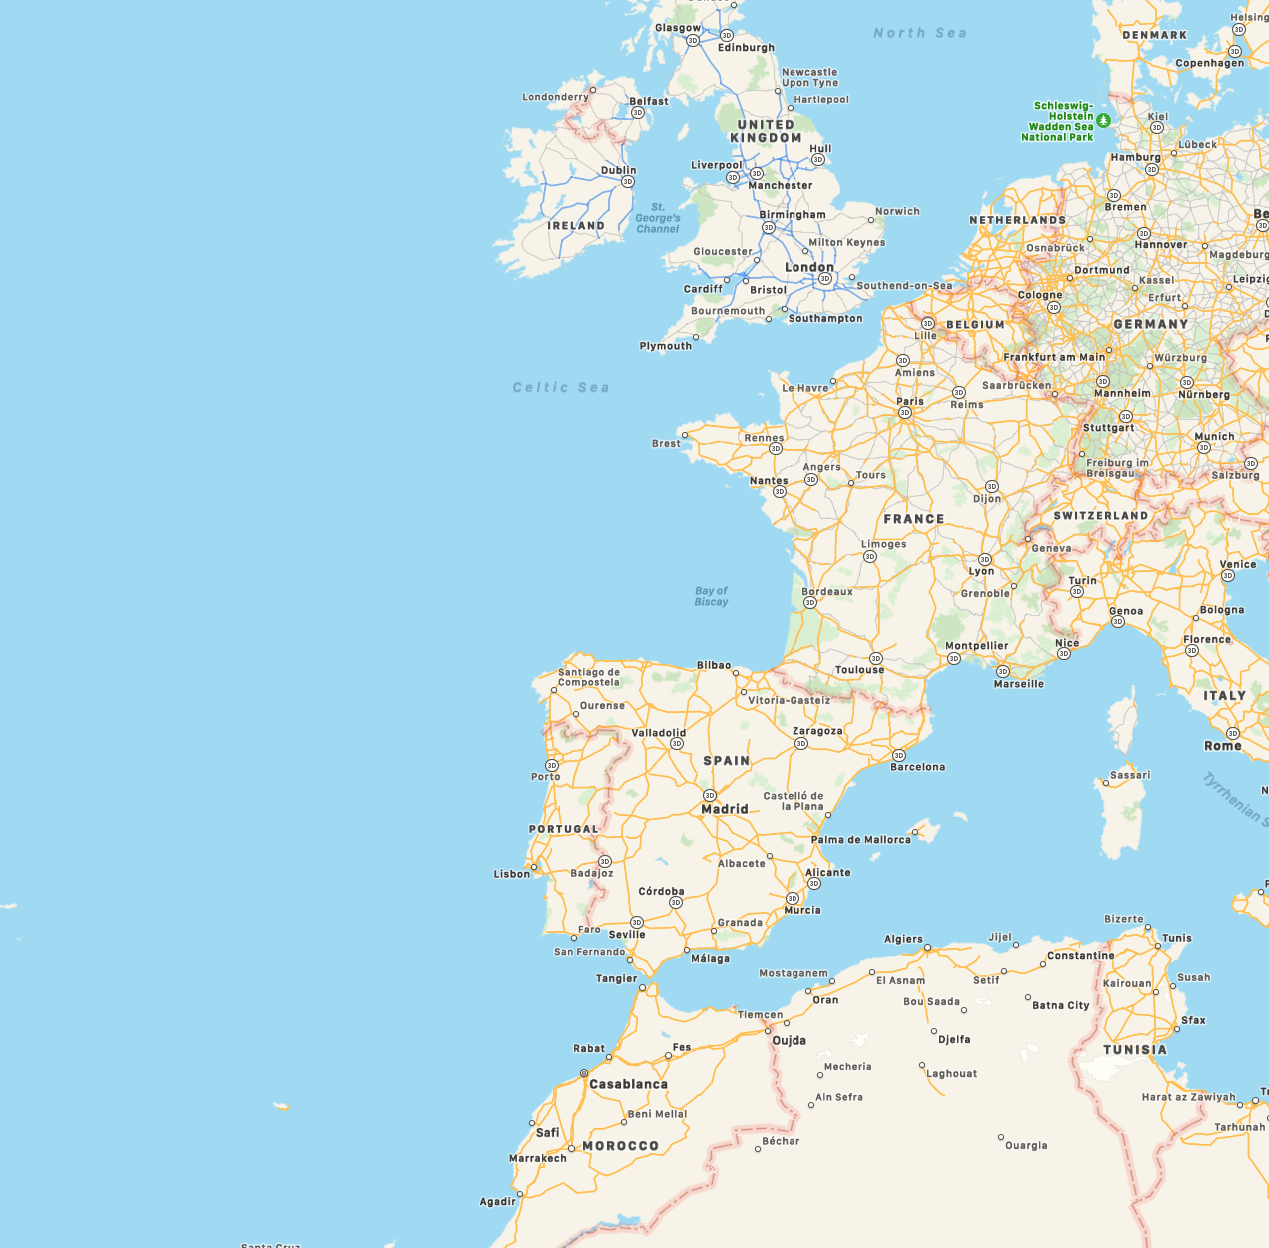 Glasgow
Edinburgh
North Sea
DENMARK
Copenhagen
Newcastle
Upon Tyne
Londonderry
Belfast
Hartlepool
Schleswig-
Holstein
Wadden Sea
National Park
Kiel
UNITED
KINGDOM
Lübeck
Hull
Hamburg
Liverpool
Dublin
Manchester
Bremen
St.
George's
Channel
Birmingham
Norwich
NETHERLANDS
IRELAND
Milton Keynes
Osnabrück
Hannover
Gloucester
Magdeburg
London
Dortmund
Cardiff
Bristol
Southend-on-Sea
Kassel
Cologne
Erfurt
Bournemouth
Southampton
BELGIUM
GERMANY
Lille
Plymouth
Frankfurt am Main
Würzburg
Amiens
Celtic Sea
Le Havre
Saarbrücken
Mannheim
Nürnberg
Paris
Reims
Stuttgart
Brest
Rennes
Munich
Angers
Tours
Freiburg im
Breisgau
Salzburg
Nantes
Dijon
FRANCE
SWITZERLAND
Limoges
Geneva
Lyon
Venice
Turin
Bay of
Biscay
Bordeaux
Grenoble
Genoa
Bologna
Florence
Montpellier
Nice
Bilbao
Toulouse
Santiago de
Compostela
Marseille
ITALY
Ourense
Vitoria-Gasteiz
Valladolid
Zaragoza
Rome
SPAIN
Barcelona
Porto
Sassari
Castelló de
la Plana
Madrid
PORTUGAL
Palma de Mallorca
Albacete
Lisbon
Badajoz
Alicante
Córdoba
Murcia
Granada
Bizerte
Faro
Seville
Algiers
Jijel
Tunis
San Fernando
Málaga
Constantine
Tangier
Mostaganem
El Asnam
Setif
Kairouan
Susah
Oran
Bou Saada
Batna City
Tlemcen
Sfax
Oujda
Djelfa
Rabat
Fes
TUNISIA
Mecheria
Laghouat
Casablanca
Ain Sefra
Harat az Zawiyah
Beni Mellal
Tarhunah
Safi
MOROCCO
Béchar
Ouargla
Marrakech
Agadir